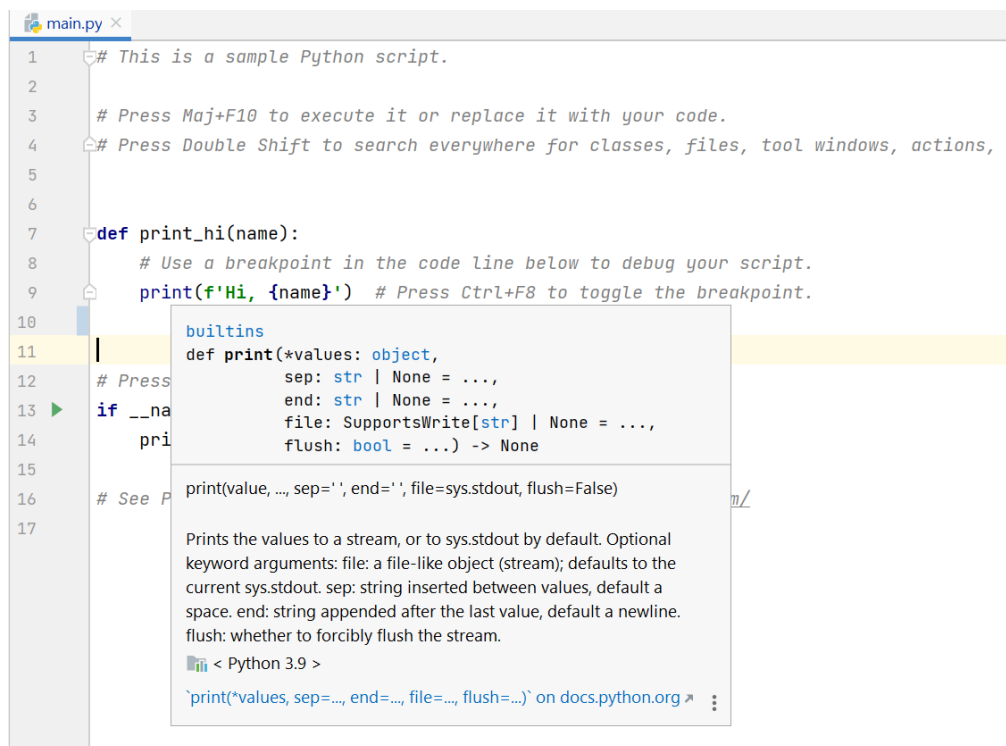 main.py
1 # This is a sample Python script.
2
3 # Press Maj+F10 to execute it or replace it with your code.
4 # Press Double Shift to search everywhere for classes, files, tool windows, actions,
5
6
7 def print_hi(name):
8 # Use a breakpoint in the code line below to debug your script.
9 print(f'Hi, {name}')  # Press Ctrl+F8 to toggle the breakpoint.
10
11
12 # Press
13 if __na
14 pri
15
16 # See P m/
17
builtins
def print(*values: object,
sep: str | None = ...,
end: str | None = ...,
file: SupportsWrite[str] | None = ...,
flush: bool = ...) -> None
print(value, ..., sep=' ', end=' ', file=sys.stdout, flush=False)
Prints the values to a stream, or to sys.stdout by default. Optional
keyword arguments: file: a file-like object (stream); defaults to the
current sys.stdout. sep: string inserted between values, default a
space. end: string appended after the last value, default a newline.
flush: whether to forcibly flush the stream.
< Python 3.9 >
`print(*values, sep=..., end=..., file=..., flush=...)` on docs.python.org